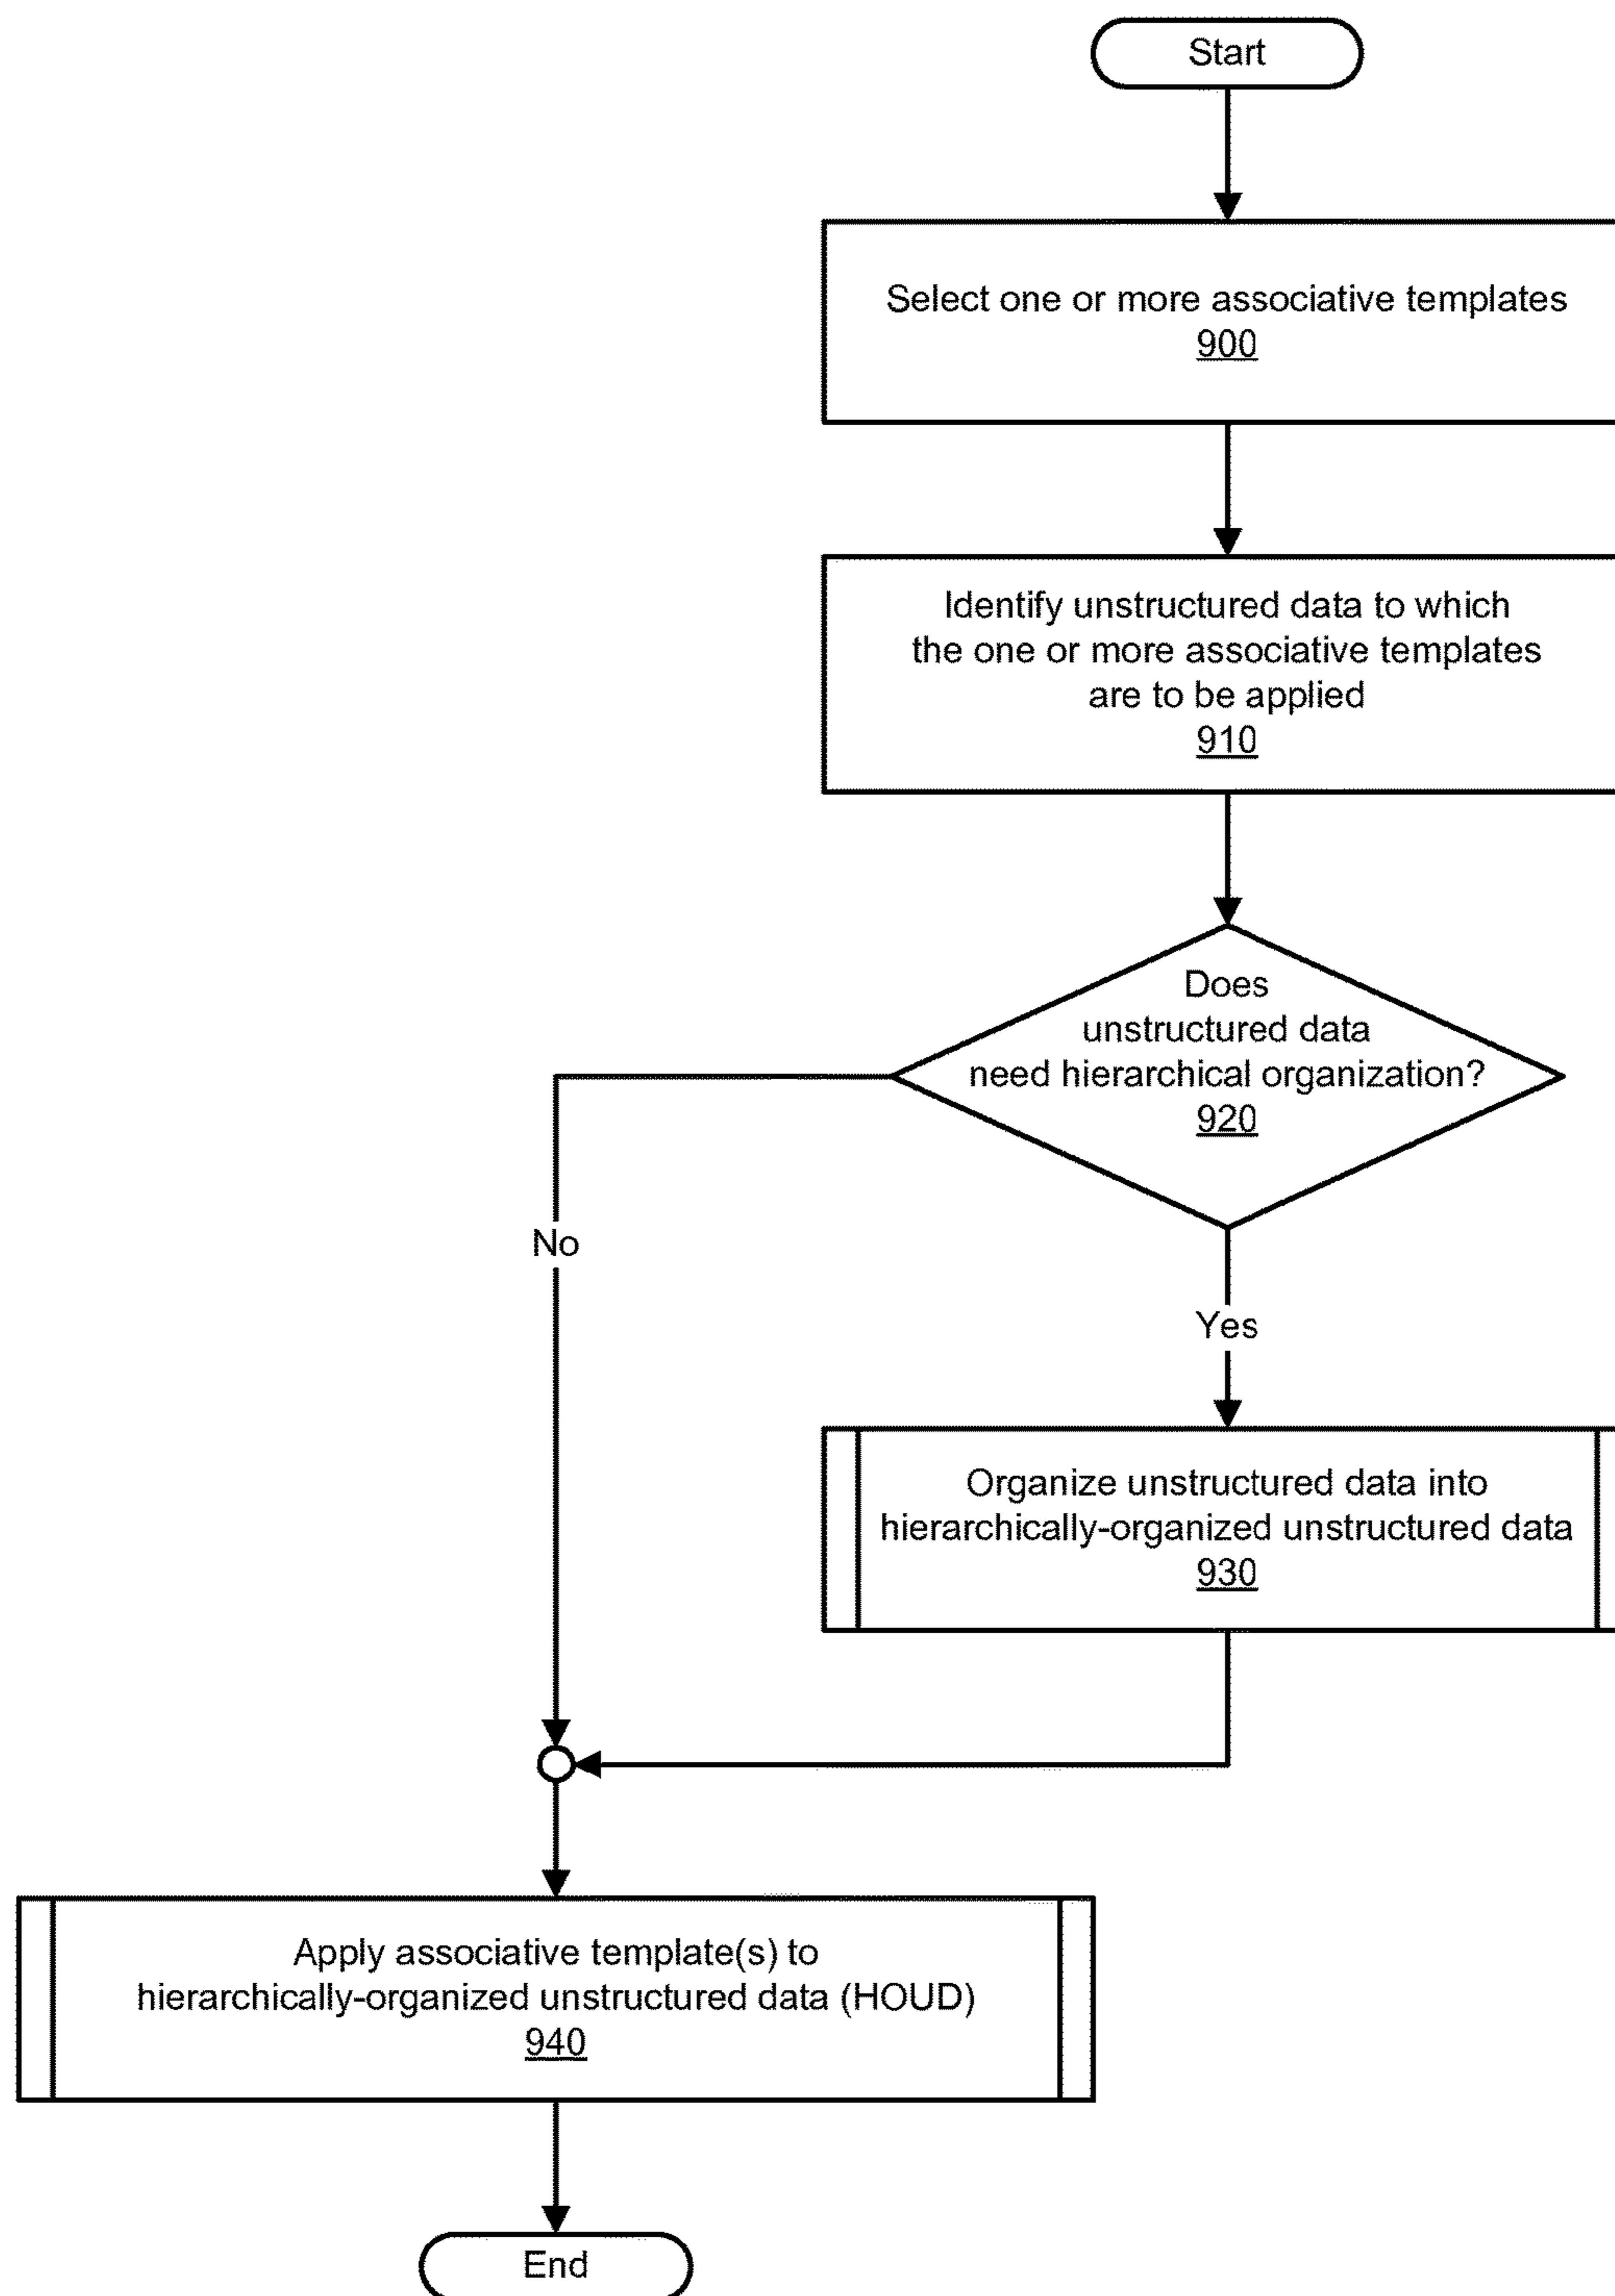 Start
Select one or more associative templates
900
Identify unstructured data to which
the one or more associative templates
are to be applied
910
Does
unstructured data
need hierarchical organization?
920
No
Yes
Organize unstructured data into
hierarchically-organized unstructured data
930
Apply associative template(s) to
hierarchically-organized unstructured data (HOUD)
940
End